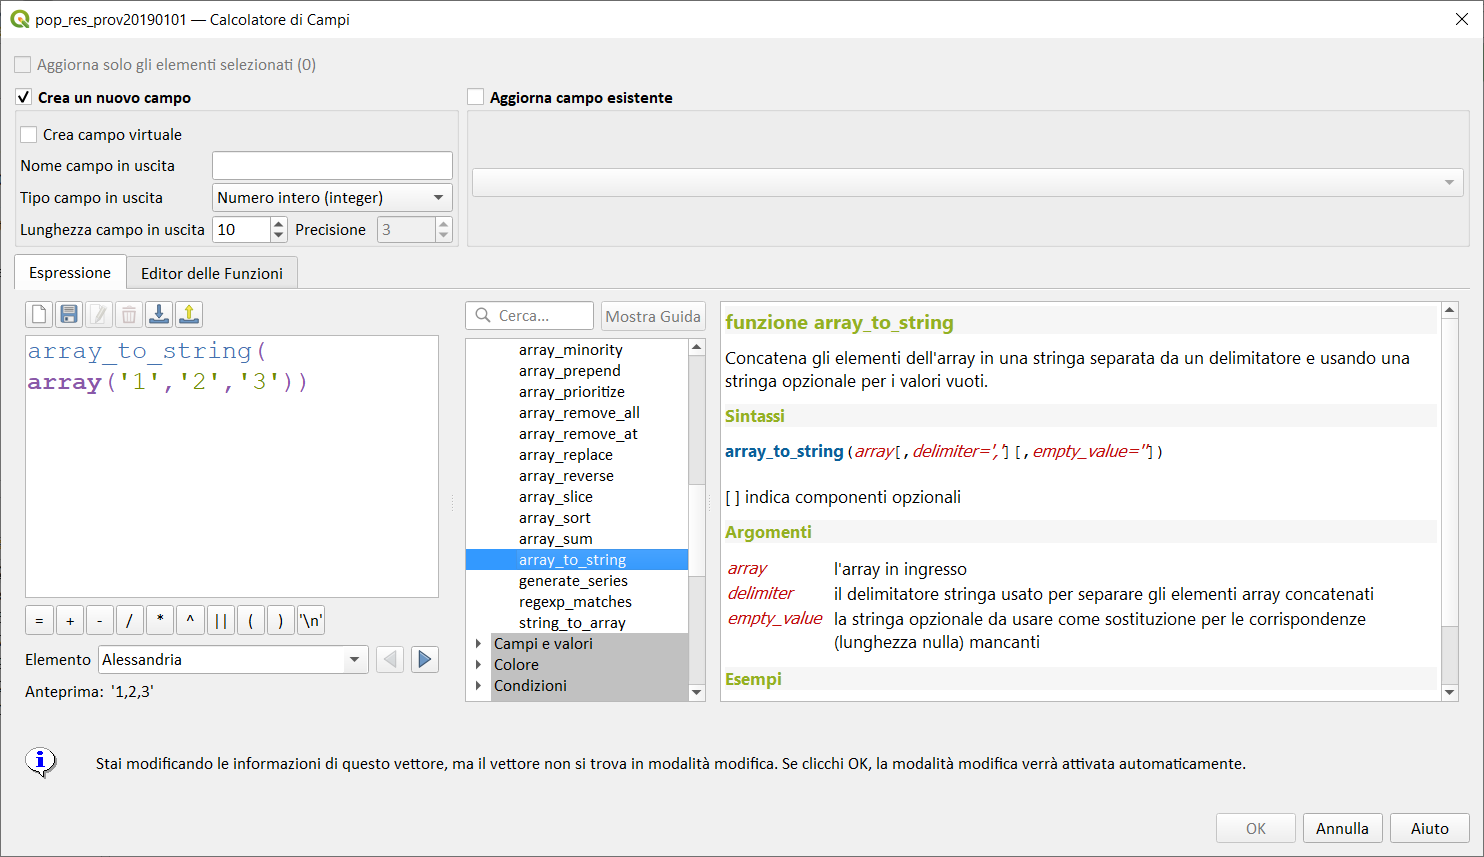 pop_res_prov20190101 — Calcolatore di Campi
Aggiorna solo gli elementi selezionati (0)
Crea un nuovo campo
Aggiorna campo esistente
Crea campo virtuale
Nome campo in uscita
Tipo campo in uscita
Numero intero (integer)
Lunghezza campo in uscita
10
Precisione
3
Espressione
Editor delle Funzioni
array_to_string(
array('1','2','3'))
= + - / * ^ || ( ) '\n'
Elemento
Alessandria
Anteprima: '1,2,3'
Cerca...
Mostra Guida
array_minority
array_prepend
array_prioritize
array_remove_all
array_remove_at
array_replace
array_reverse
array_slice
array_sort
array_sum
array_to_string
generate_series
regexp_matches
string_to_array
Campi e valori
Colore
Condizioni
funzione array_to_string
Concatena gli elementi dell'array in una stringa separata da un delimitatore e usando una
stringa opzionale per i valori vuoti.
Sintassi
array_to_string(array[,delimiter=','][,empty_value=''])
[ ] indica componenti opzionali
Argomenti
array l'array in ingresso
delimiter il delimitatore stringa usato per separare gli elementi array concatenati
empty_value la stringa opzionale da usare come sostituzione per le corrispondenze
(lunghezza nulla) mancanti
Esempi
Stai modificando le informazioni di questo vettore, ma il vettore non si trova in modalità modifica. Se clicchi OK, la modalità modifica verrà attivata automaticamente.
OK
Annulla
Aiuto